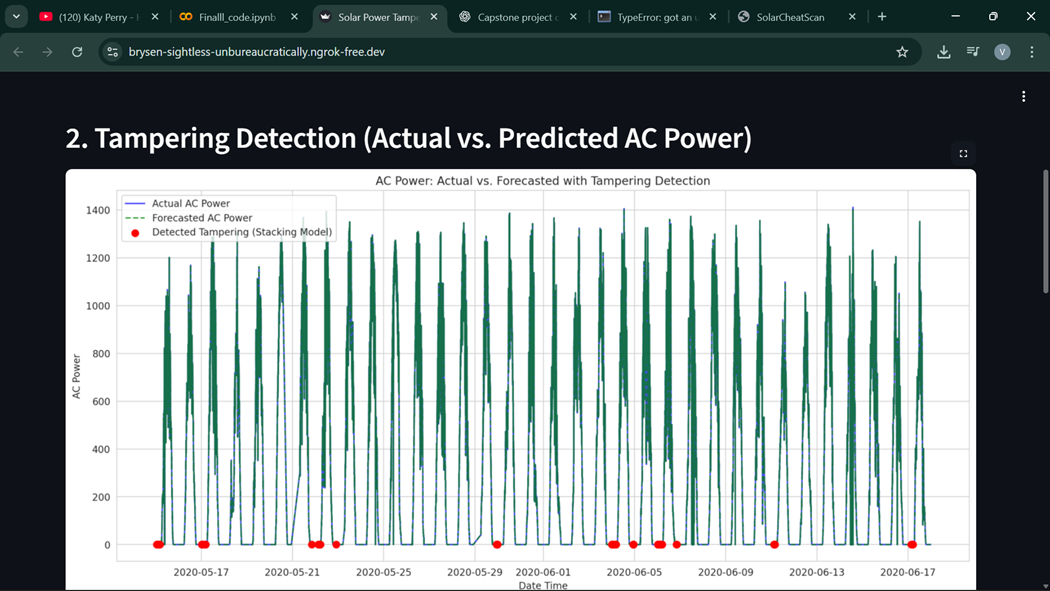 (120) Katy Perry -
Finalll_code.ipynb
Solar Power Tampe
Capstone project
TypeError: got an u
SolarCheatScan
brysen-sightless-unbureaucratically.ngrok-free.dev
V
2. Tampering Detection (Actual vs. Predicted AC Power)
AC Power: Actual vs. Forecasted with Tampering Detection
Actual AC Power
Forecasted AC Power
Detected Tampering (Stacking Model)
1400
1200
1000
800
600
400
200
0
AC Power
2020-05-17 2020-05-21 2020-05-25 2020-05-29 2020-06-01 2020-06-05 2020-06-09 2020-06-13 2020-06-17
Date Time